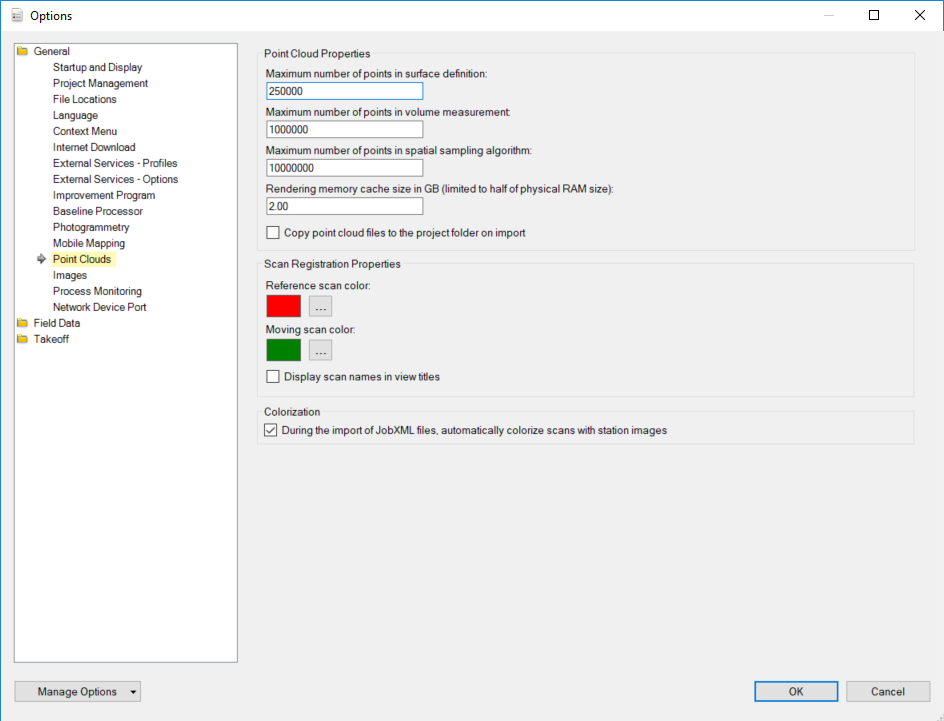 Options
General
Startup and Display
Project Management
File Locations
Language
Context Menu
Internet Download
External Services - Profiles
External Services - Options
Improvement Program
Baseline Processor
Photogrammetry
Mobile Mapping
Point Clouds
Images
Process Monitoring
Network Device Port
Field Data
Takeoff
Point Cloud Properties
Maximum number of points in surface definition:
250000
Maximum number of points in volume measurement:
1000000
Maximum number of points in spatial sampling algorithm:
10000000
Rendering memory cache size in GB (limited to half of physical RAM size):
2.00
Copy point cloud files to the project folder on import
Scan Registration Properties
Reference scan color:
...
Moving scan color:
...
Display scan names in view titles
Colorization
During the import of JobXML files, automatically colorize scans with station images
Manage Options
OK
Cancel